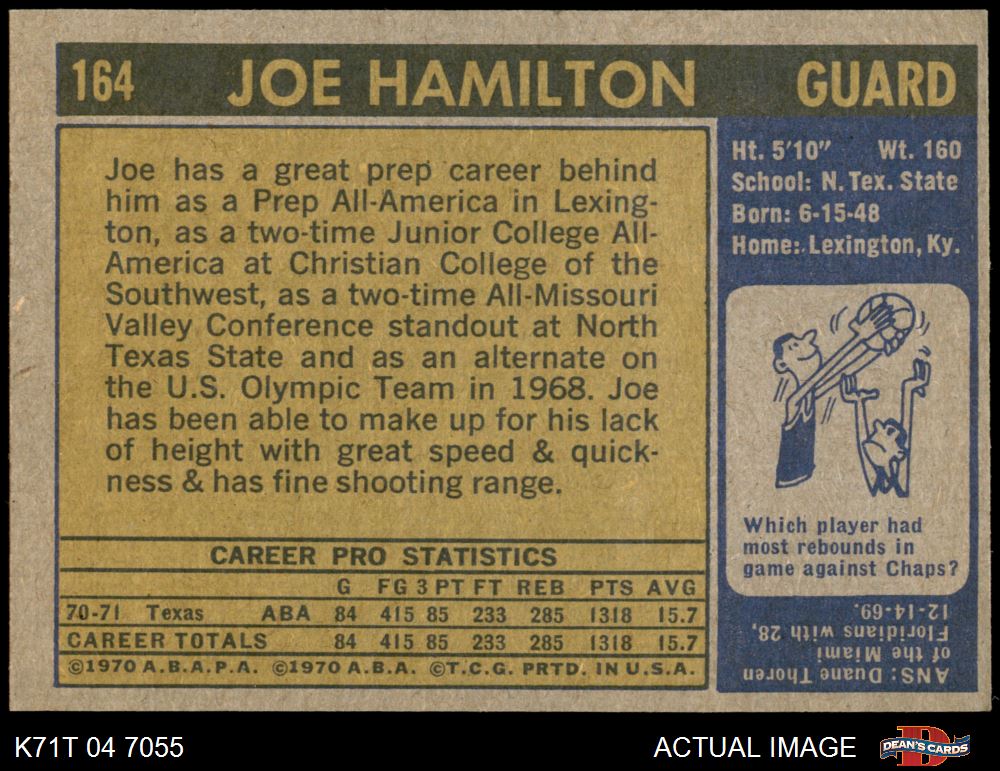 164 JOE HAMILTON GUARD
Joe has a great prep career behind
him as a Prep All-America in Lexing-
ton, as a two-time Junior College All-
America at Christian College of the
Southwest, as a two-time All-Missouri
Valley Conference standout at North
Texas State and as an alternate on
the U.S. Olympic Team in 1968. Joe
has been able to make up for his lack
of height with great speed & quick-
ness & has fine shooting range.
CAREER PRO STATISTICS
G FG 3 PT FT REB PTS AVG
70-71 Texas ABA 84 415 85 233 285 1318 15.7
CAREER TOTALS 84 415 85 233 285 1318 15.7
©1970 A.B.A.P.A. ©1970 A.B.A. ©T.C.G. PRTD. IN U.S.A.
Ht. 5'10" Wt. 160
School: N. Tex. State
Born: 6-15-48
Home: Lexington, Ky.
Which player had
most rebounds in
game against Chaps?
ANS: Duane Thoren
of the Miami
Floridians with 28,
12-14-69.
K71T 04 7055
ACTUAL IMAGE
DEAN'S CARDS